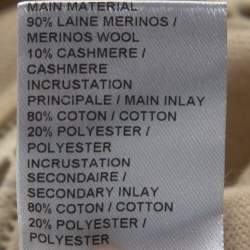 MAIN MATERIAL
90% LAINE MERINOS /
MERINOS WOOL
10% CASHMERE /
CASHMERE
INCRUSTATION
PRINCIPALE / MAIN INLAY
80% COTON / COTTON
20% POLYESTER /
POLYESTER
INCRUSTATION
SECONDAIRE /
SECONDARY INLAY
80% COTON / COTTON
20% POLYESTER /
POLYESTER